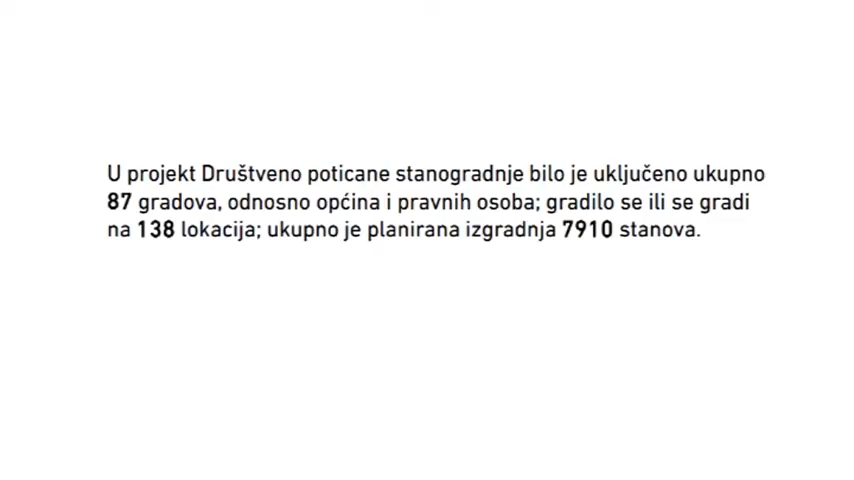 U projekt Društveno poticane stanogradnje bilo je uključeno ukupno
87 gradova, odnosno općina i pravnih osoba; gradilo se ili se gradi
na 138 lokacija; ukupno je planirana izgradnja 7910 stanova.